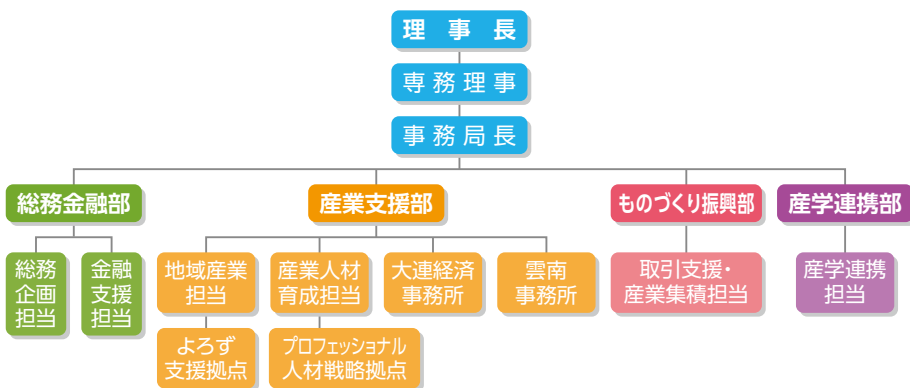 理事長
専務理事
事務局長
総務金融部
産業支援部
ものづくり振興部
産学連携部
総務
企画
担当
金融
支援
担当
地域産業
担当
産業人材
育成担当
大連経済
事務所
雲南
事務所
取引支援・
産業集積担当
産学連携
担当
よろず
支援拠点
プロフェッショナル
人材戦略拠点